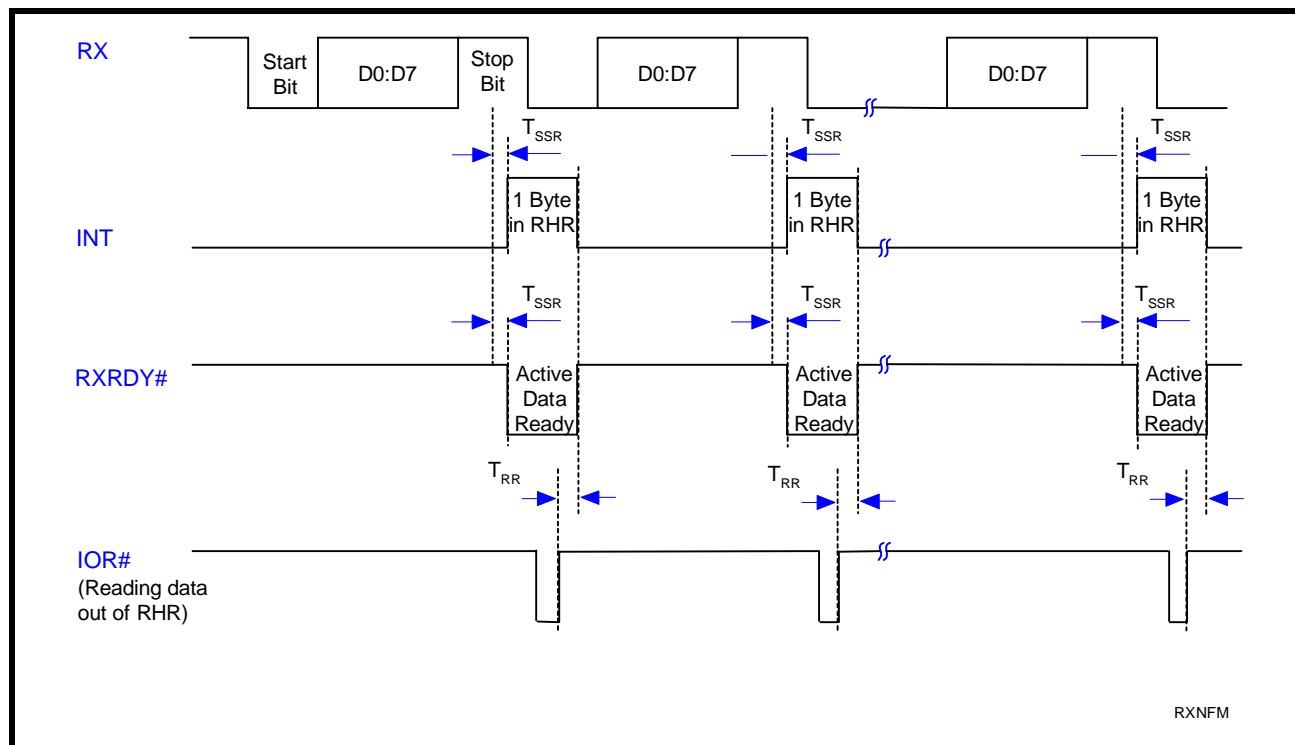 RX
Start
Bit
D0:D7
Stop
Bit
D0:D7
D0:D7
TSSR
TSSR
TSSR
INT
1 Byte
in RHR
1 Byte
in RHR
1 Byte
in RHR
TSSR
TSSR
TSSR
RXRDY#
Active
Data
Ready
Active
Data
Ready
Active
Data
Ready
TRR
TRR
TRR
IOR#
(Reading data
out of RHR)
RXNFM